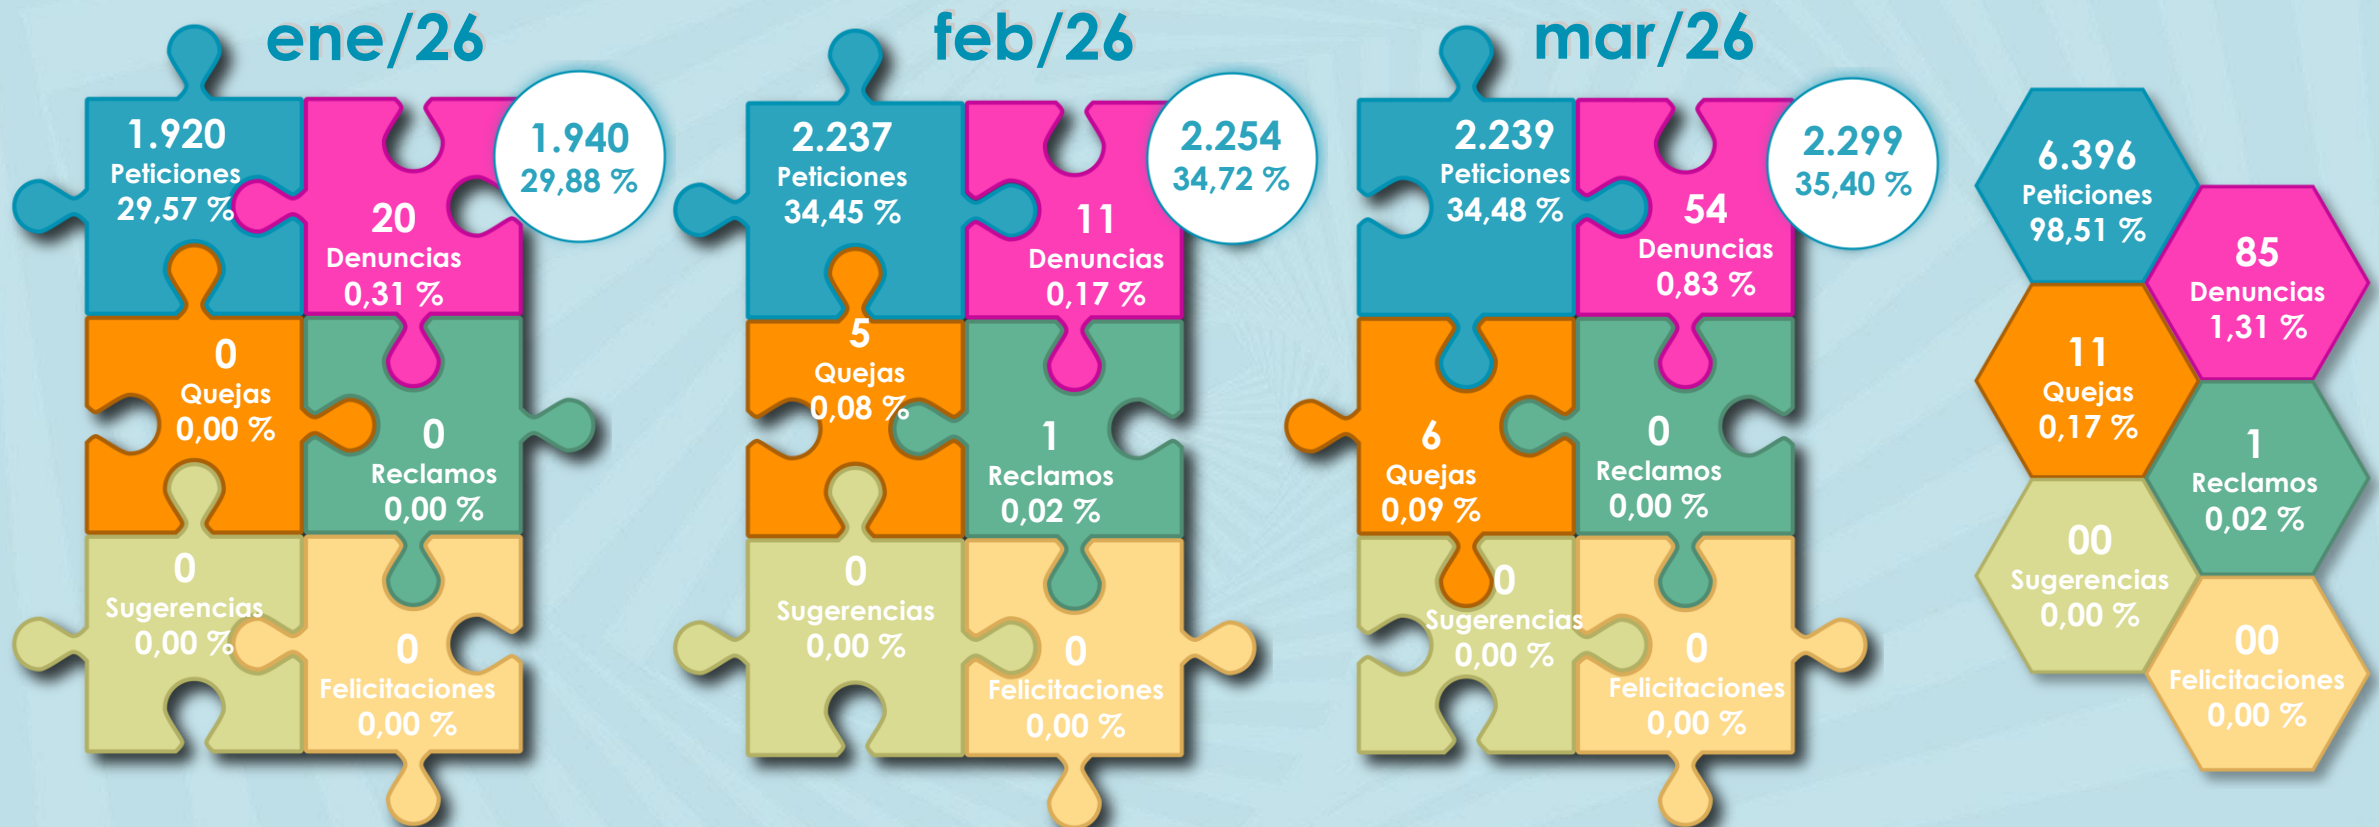 ene/26
1.940
29,88 %
1.920
Peticiones
29,57 %
20
Denuncias
0,31 %
0
Quejas
0,00 %
0
Reclamos
0,00 %
0
Sugerencias
0,00 %
0
Felicitaciones
0,00 %
feb/26
2.254
34,72 %
2.237
Peticiones
34,45 %
11
Denuncias
0,17 %
5
Quejas
0,08 %
1
Reclamos
0,02 %
0
Sugerencias
0,00 %
0
Felicitaciones
0,00 %
mar/26
2.299
35,40 %
2.239
Peticiones
34,48 %
54
Denuncias
0,83 %
6
Quejas
0,09 %
0
Reclamos
0,00 %
0
Sugerencias
0,00 %
0
Felicitaciones
0,00 %
6.396
Peticiones
98,51 %
85
Denuncias
1,31 %
11
Quejas
0,17 %
1
Reclamos
0,02 %
00
Sugerencias
0,00 %
00
Felicitaciones
0,00 %